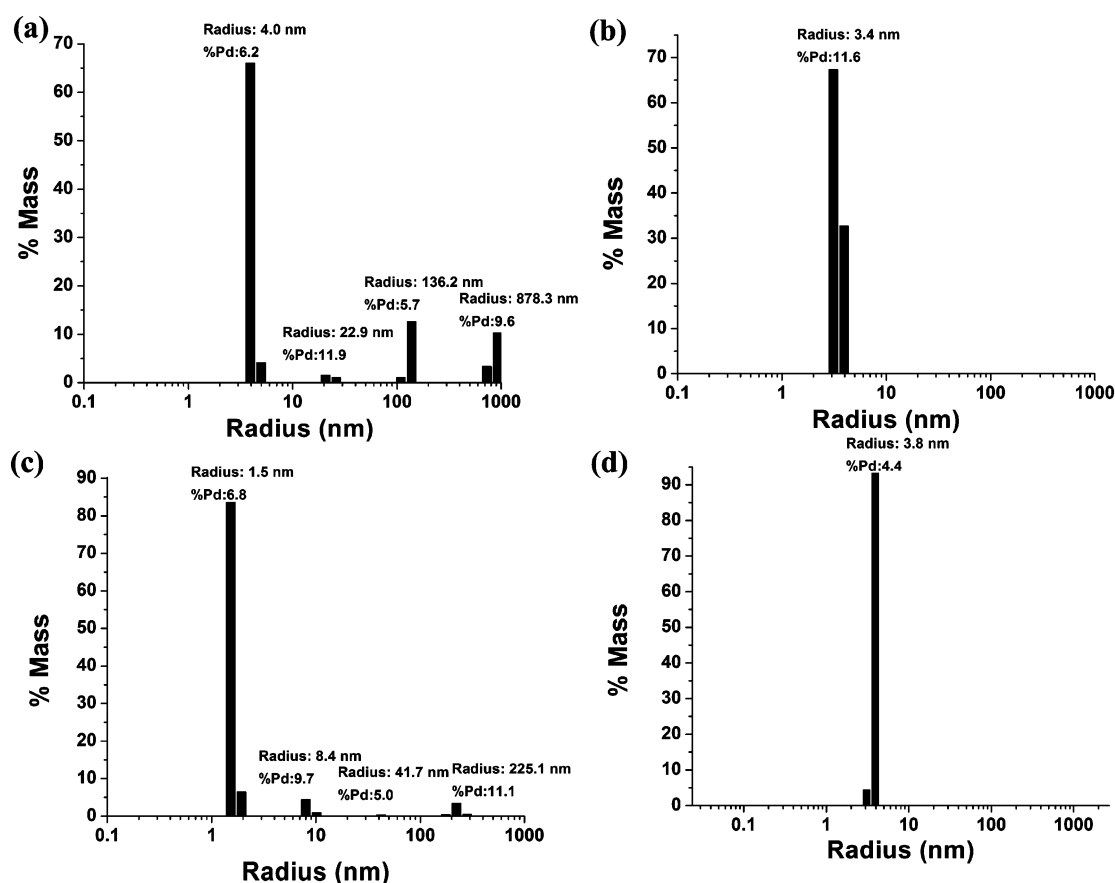 (a)
Radius: 4.0 nm
%Pd:6.2
Radius: 22.9 nm
%Pd:11.9
Radius: 136.2 nm
%Pd:5.7
Radius: 878.3 nm
%Pd:9.6
70
60
50
40
30
20
10
0
% Mass
0.1 1 10 100 1000
Radius (nm)
(b)
Radius: 3.4 nm
%Pd:11.6
70
60
50
40
30
20
10
0
% Mass
0.1 1 10 100 1000
Radius (nm)
(c)
Radius: 1.5 nm
%Pd:6.8
Radius: 8.4 nm
%Pd:9.7
Radius: 41.7 nm
%Pd:5.0
Radius: 225.1 nm
%Pd:11.1
90
80
70
60
50
40
30
20
10
0
% Mass
1 10 100 1000
Radius (nm)
(d)
Radius: 3.8 nm
%Pd:4.4
90
80
70
60
50
40
30
20
10
0
% Mass
0.1 1 10 100 1000
Radius (nm)